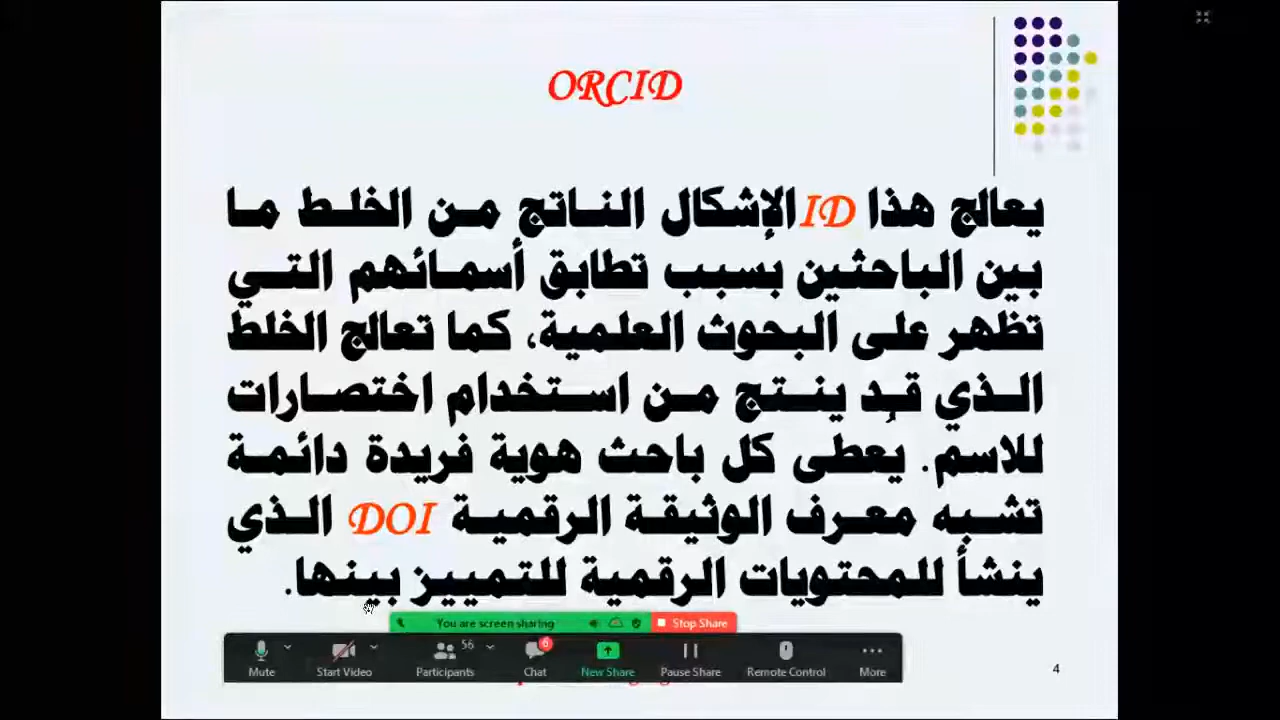 ORCID
يعالج هذا ID الإشكال الناتج من الخلط ما
بين الباحثين بسبب تطابق أسمائهم التي
تظهر على البحوث العلمية، كما تعالج الخلط
الذي قد ينتج من استخدام اختصارات
للاسم. يُعطى كل باحث هوية فريدة دائمة
تشبه معرف الوثيقة الرقمية DOI الذي
ينشأ للمحتويات الرقمية للتمييز بينها.
You are screen sharing Stop Share
56 6
Mute Start Video Participants Chat New Share Pause Share Remote Control More
4